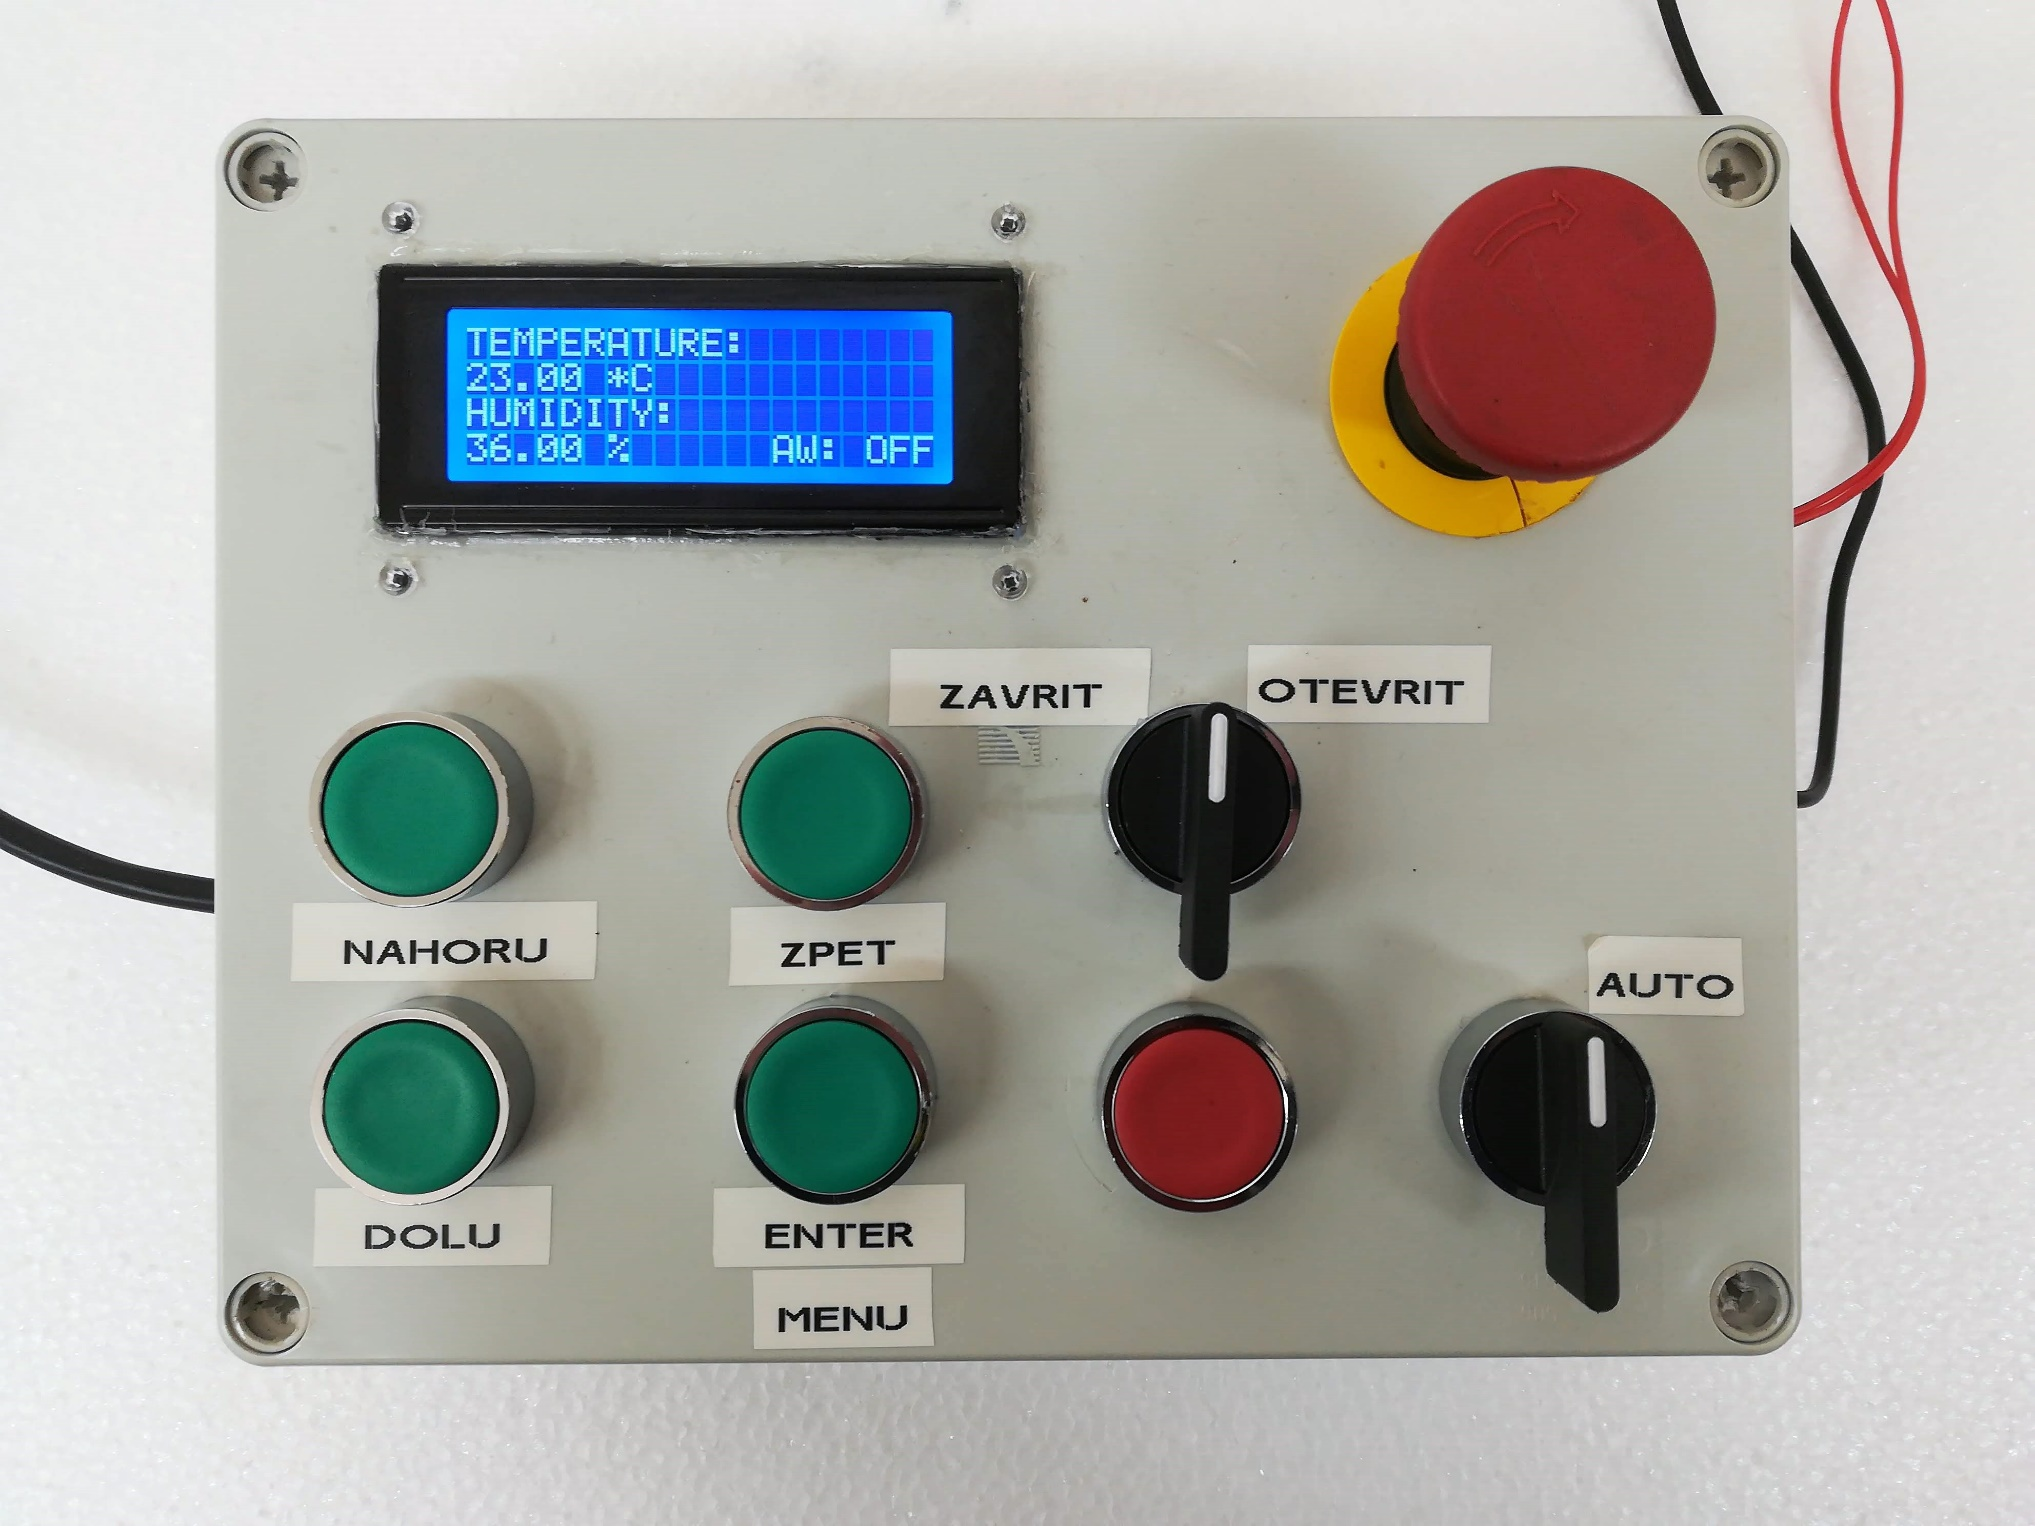 TEMPERATURE:
23.00 *C
HUMIDITY:
36.00 % AW: OFF
ZAVRIT
OTEVRIT
NAHORU
ZPET
AUTO
DOLU
ENTER
MENU